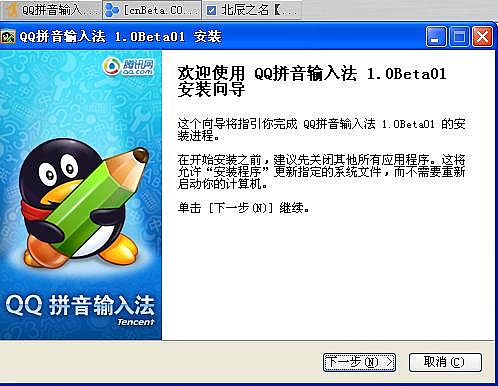 QQ拼音输入...
[cnBeta.CO...
北辰之名【...
QQ拼音输入法 1.0Beta01 安装
腾讯网
QQ.com
欢迎使用 QQ拼音输入法 1.0Beta01
安装向导
这个向导将指引你完成 QQ拼音输入法 1.0Beta01 的安
装进程。
在开始安装之前，建议先关闭其他所有应用程序。这将
允许“安装程序”更新指定的系统文件，而不需要重新
启动你的计算机。
单击 [下一步(N)] 继续。
QQ 拼音输入法
Tencent
下一步(N) >
取消(C)